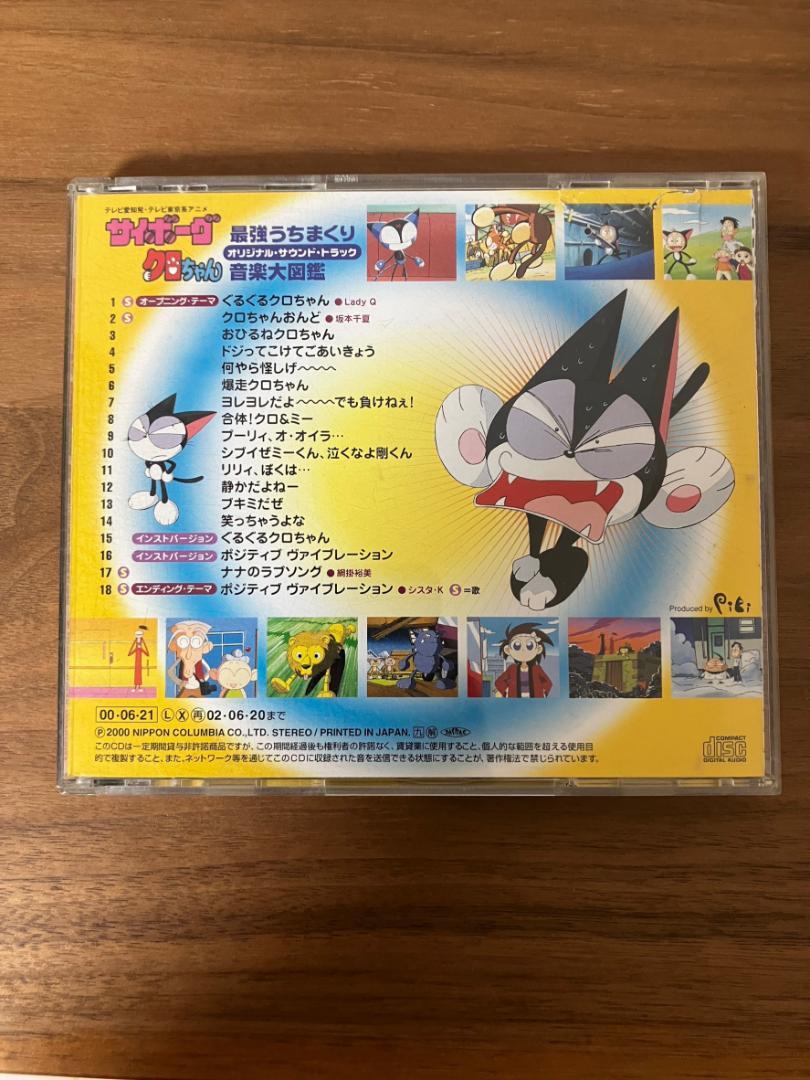 テレビ愛知発・テレビ東京系アニメ
サイボーグ
クロちゃん
最強うちまくり
オリジナル・サウンド・トラック
音楽大図鑑
1 Ⓢ オープニング・テーマ ぐるぐるクロちゃん ●Lady Q
2 Ⓢ クロちゃんおんど ●坂本千夏
3 おひるねクロちゃん
4 ドジってこけてごあいきょう
5 何やら怪しげ〜〜〜〜
6 爆走クロちゃん
7 ヨレヨレだよ〜〜〜〜でも負けねぇ!
8 合体!クロ&ミー
9 プーリィ、オ・オイラ…
10 シブイゼミーくん、泣くなよ剛くん
11 リリィ、ぼくは…
12 静かだよねー
13 ブキミだぜ
14 笑っちゃうよな
15 インストバージョン ぐるぐるクロちゃん
16 インストバージョン ポジティブ ヴァイブレーション
17 Ⓢ ナナのラブソング ●網掛裕美
18 Ⓢ エンディング・テーマ ポジティブ ヴァイブレーション ●シスタ・K Ⓢ=歌
Produced by PiKi
00・06・21 Ⓛ Ⓧ 再 02・06・20まで
Ⓟ 2000 NIPPON COLUMBIA CO.,LTD. STEREO / PRINTED IN JAPAN. 九 解
このCDは一定期間貸与非許諾商品ですが、この期間経過後も権利者の許諾なく、賃貸業に使用すること、個人的な範囲を超える使用目
的で複製すること、また、ネットワーク等を通じてこのCDに収録された音を送信できる状態にすることが、著作権法で禁じられています。
COMPACT
disc
DIGITAL AUDIO